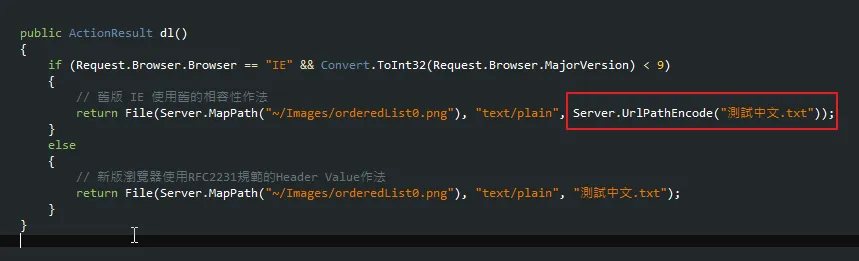 public ActionResult dl()
{
if (Request.Browser.Browser == "IE" && Convert.ToInt32(Request.Browser.MajorVersion) < 9)
{
// 舊版 IE 使用舊的相容性作法
return File(Server.MapPath("~/Images/orderedList0.png"), "text/plain", Server.UrlPathEncode("測試中文.txt"));
}
else
{
// 新版瀏覽器使用RFC2231規範的Header Value作法
return File(Server.MapPath("~/Images/orderedList0.png"), "text/plain", "測試中文.txt");
}
}